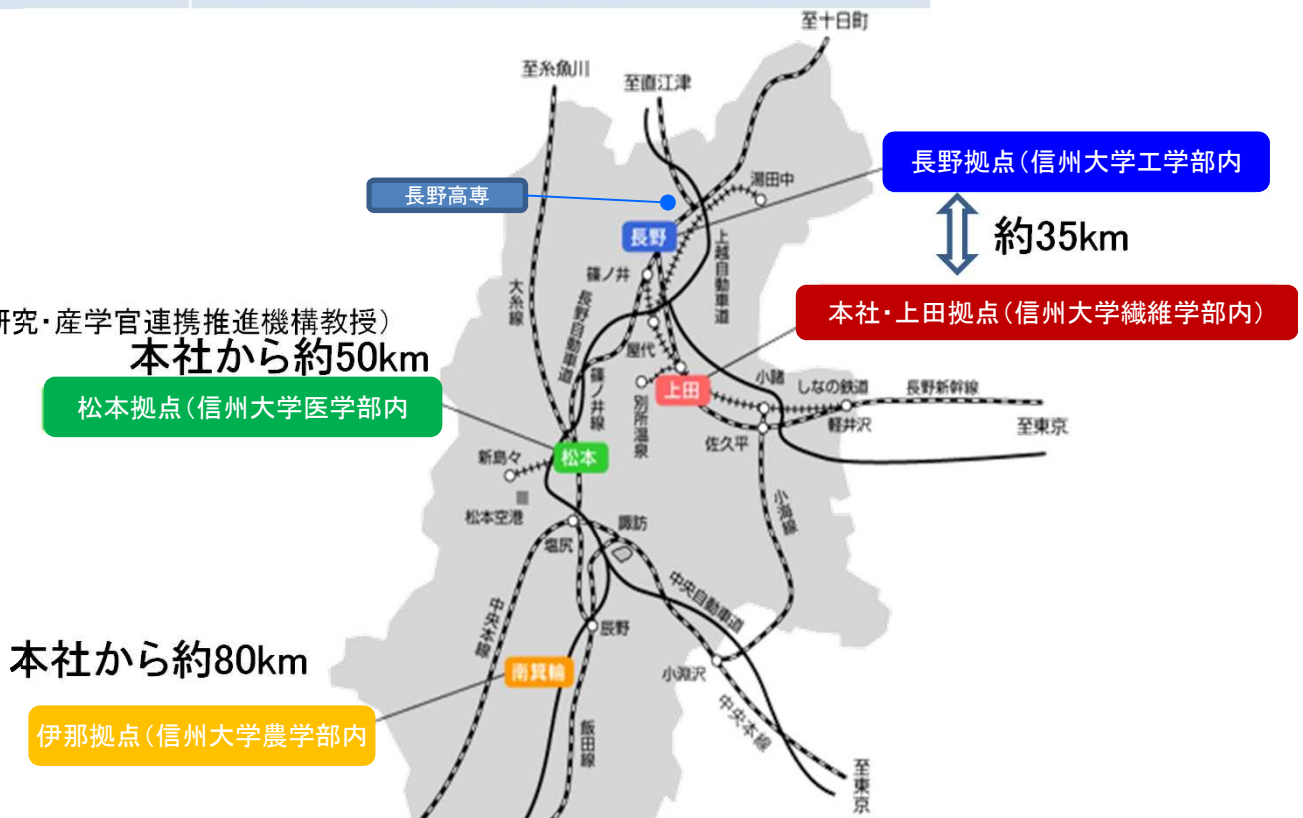 至十日町
至糸魚川
至直江津
長野拠点(信州大学工学部内
湯田中
長野高専
長野
約35km
上越自動車道
篠ノ井
大糸線
長野自動車道
本社・上田拠点(信州大学繊維学部内)
研究・産学官連携推進機構教授)
本社から約50km
屋代
篠ノ井線
上田
小諸
しなの鉄道
長野新幹線
松本拠点(信州大学医学部内
別所温泉
軽井沢
至東京
佐久平
新島々
松本
松本空港
小海線
諏訪
塩尻
中央自動車道
中央本線
辰野
本社から約80km
南箕輪
小淵沢
中央本線
伊那拠点(信州大学農学部内
飯田線
至東京